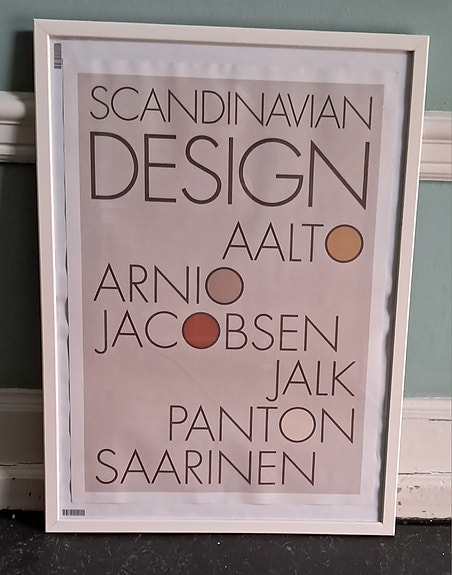 SCANDINAVIAN
DESIGN
AALTO
ARNIO
JACOBSEN
JALK
PANTON
SAARINEN